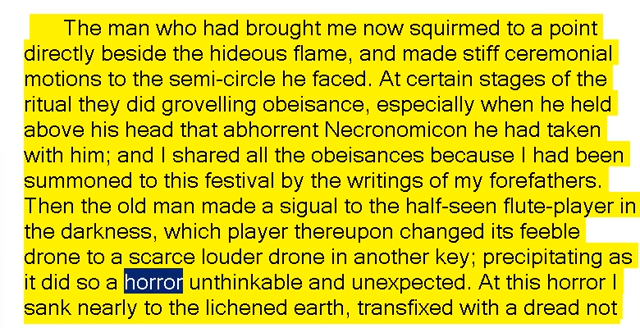 The man who had brought me now squirmed to a point
directly beside the hideous flame, and made stiff ceremonial
motions to the semi-circle he faced. At certain stages of the
ritual they did grovelling obeisance, especially when he held
above his head that abhorrent Necronomicon he had taken
with him; and I shared all the obeisances because I had been
summoned to this festival by the writings of my forefathers.
Then the old man made a sigual to the half-seen flute-player in
the darkness, which player thereupon changed its feeble
drone to a scarce louder drone in another key; precipitating as
it did so a horror unthinkable and unexpected. At this horror I
sank nearly to the lichened earth, transfixed with a dread not